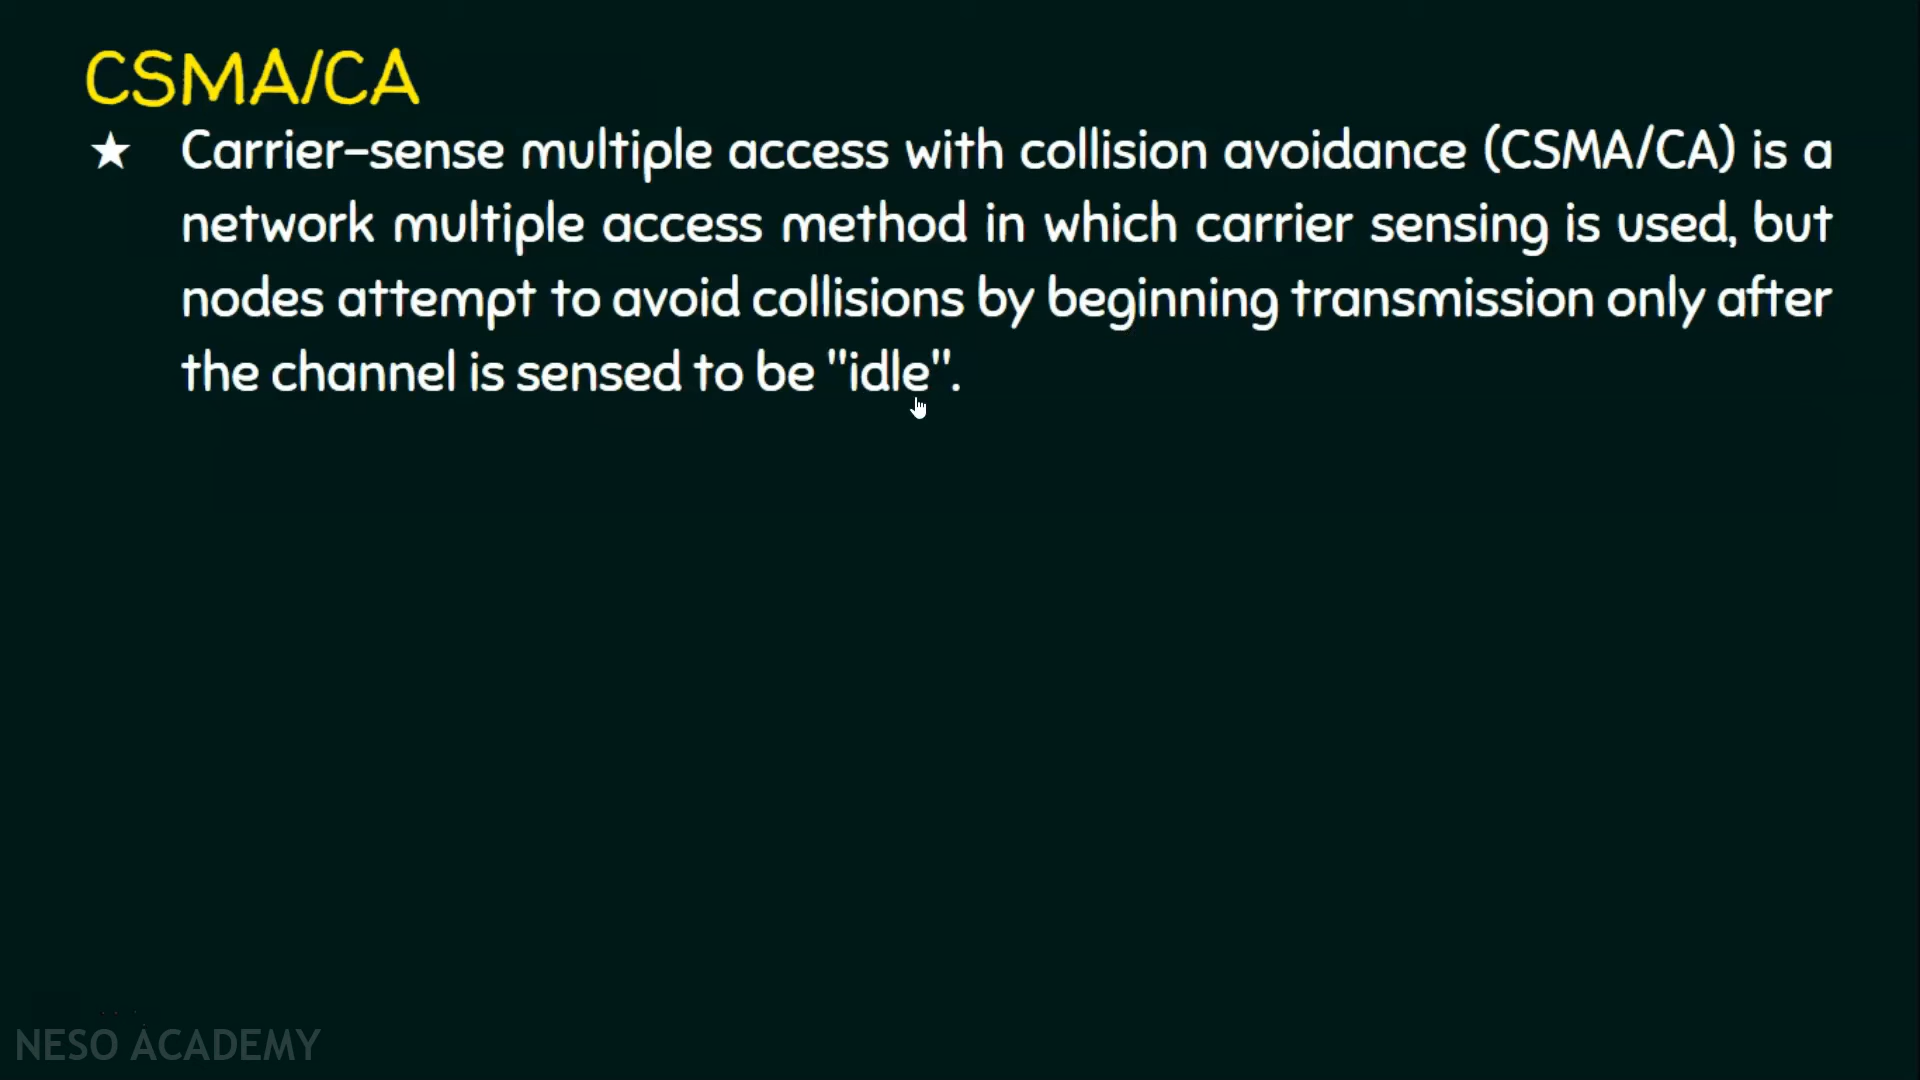 CSMA/CA
★ Carrier-sense multiple access with collision avoidance (CSMA/CA) is a
network multiple access method in which carrier sensing is used, but
nodes attempt to avoid collisions by beginning transmission only after
the channel is sensed to be "idle".
NESO ACADEMY